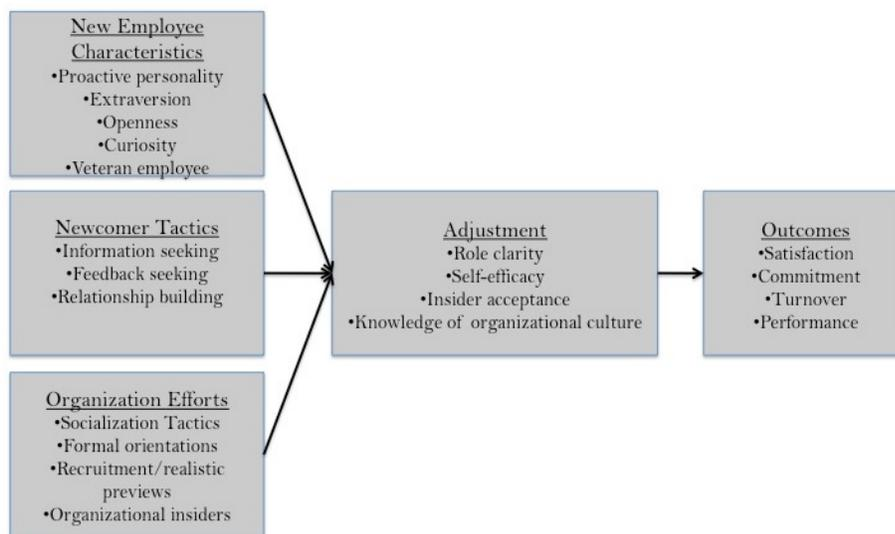 New Employee
Characteristics
•Proactive personality
•Extraversion
•Openness
•Curiosity
•Veteran employee
Newcomer Tactics
•Information seeking
•Feedback seeking
•Relationship building
Organization Efforts
•Socialization Tactics
•Formal orientations
•Recruitment/realistic
previews
•Organizational insiders
Adjustment
•Role clarity
•Self-efficacy
•Insider acceptance
•Knowledge of organizational culture
Outcomes
•Satisfaction
•Commitment
•Turnover
•Performance